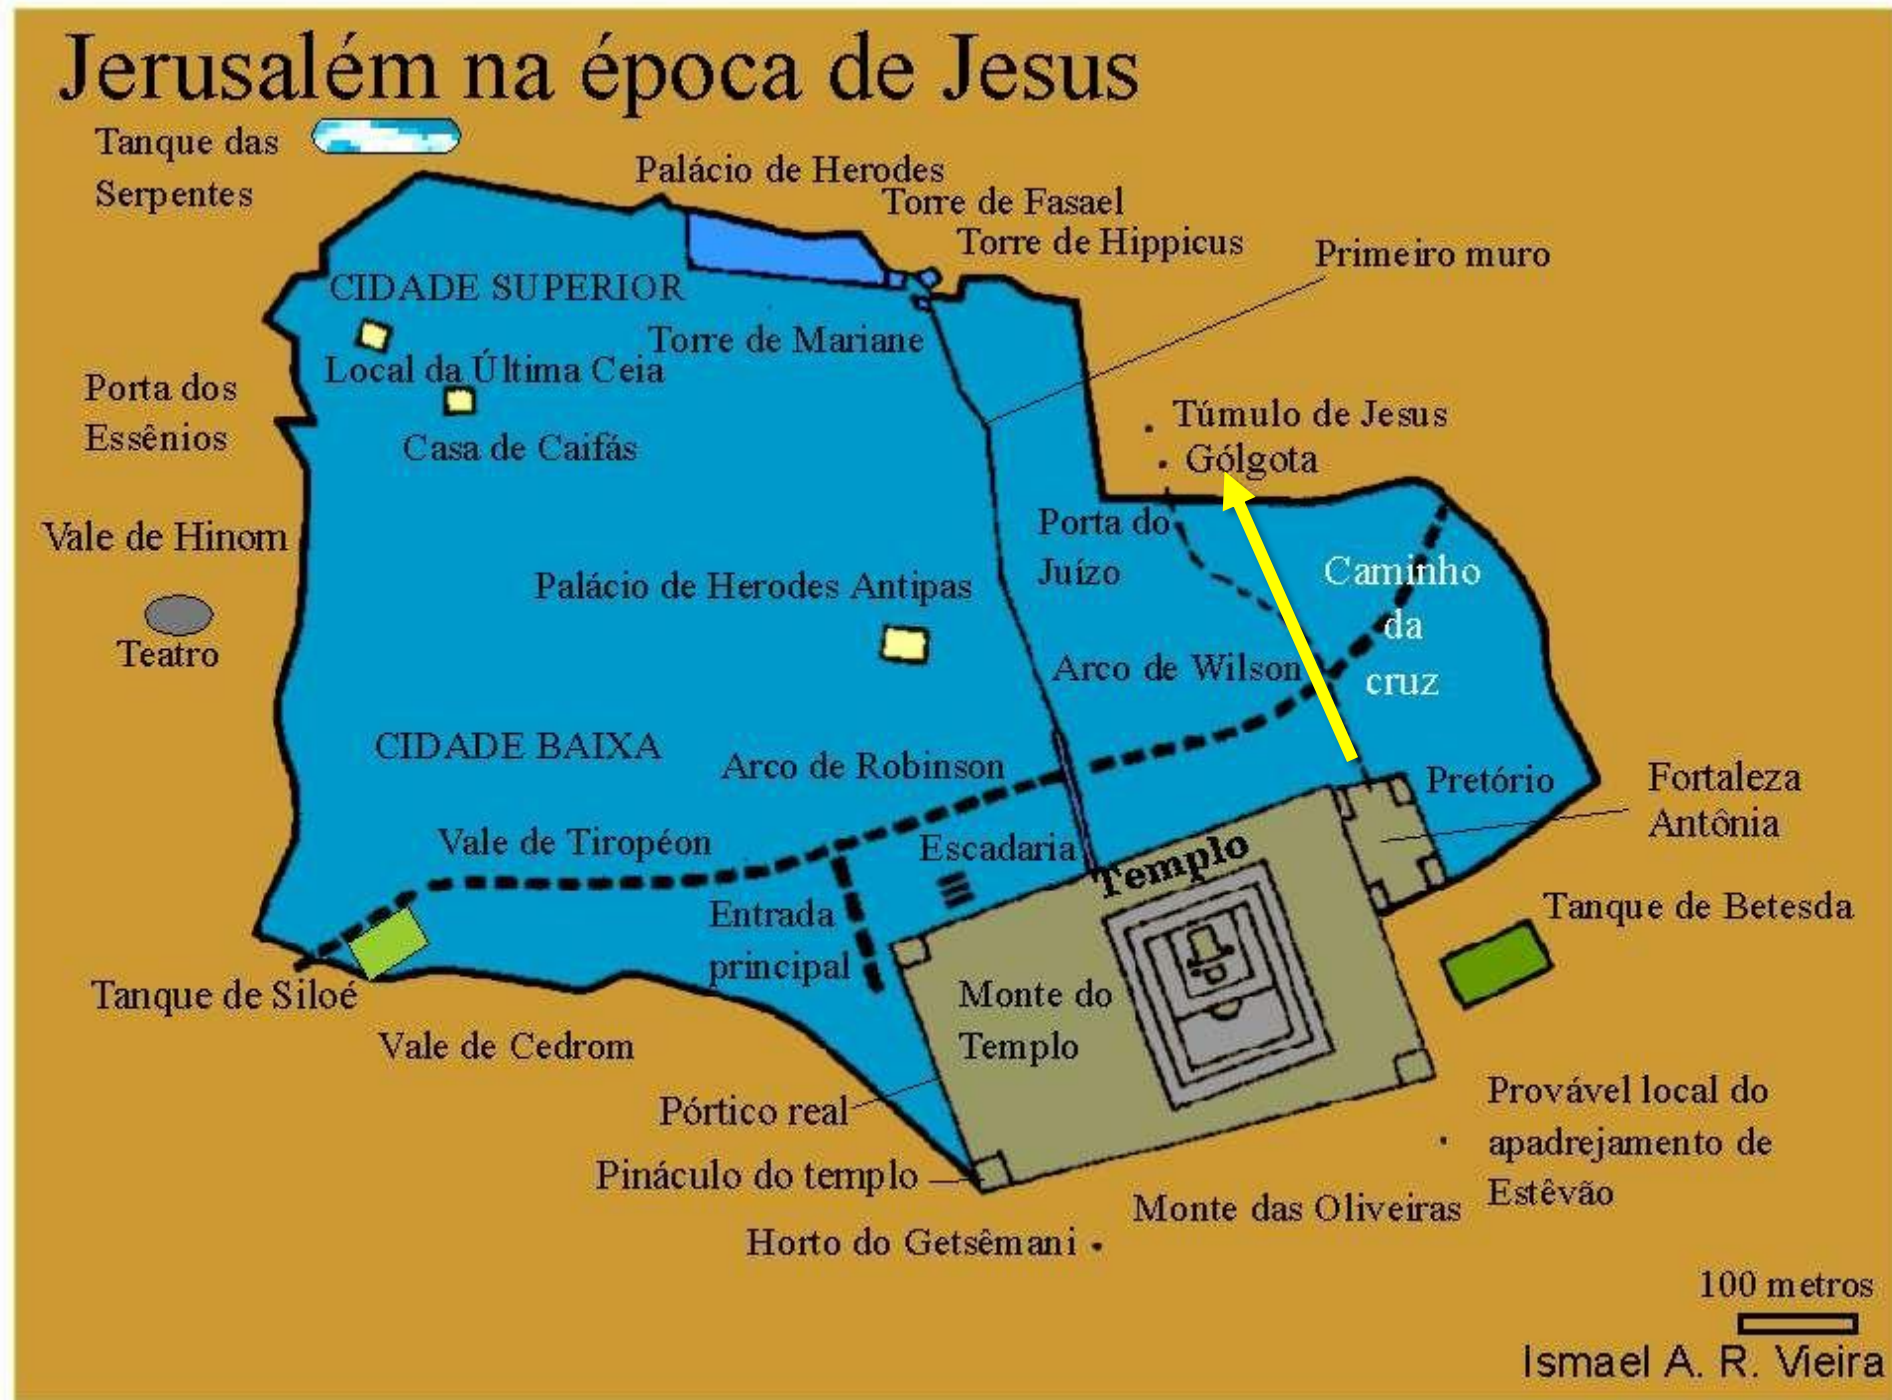 Jerusalém na época de Jesus
Tanque das
Serpentes
Palácio de Herodes
Torre de Fasael
Torre de Hippicus
Primeiro muro
CIDADE SUPERIOR
Torre de Mariane
Local da Última Ceia
Porta dos
Essênios
Casa de Caifás
Túmulo de Jesus
Gólgota
Vale de Hinom
Porta do
Juízo
Caminho
da
cruz
Palácio de Herodes Antipas
Teatro
Arco de Wilson
CIDADE BAIXA
Arco de Robinson
Pretório
Fortaleza
Antônia
Vale de Tiropéon
Escadaria
Templo
Entrada
principal
Tanque de Betesda
Tanque de Siloé
Monte do
Templo
Vale de Cedrom
Pórtico real
Provável local do
apadrejamento de
Estêvão
Pináculo do templo
Monte das Oliveiras
Horto do Getsêmani
100 metros
Ismael A. R. Vieira